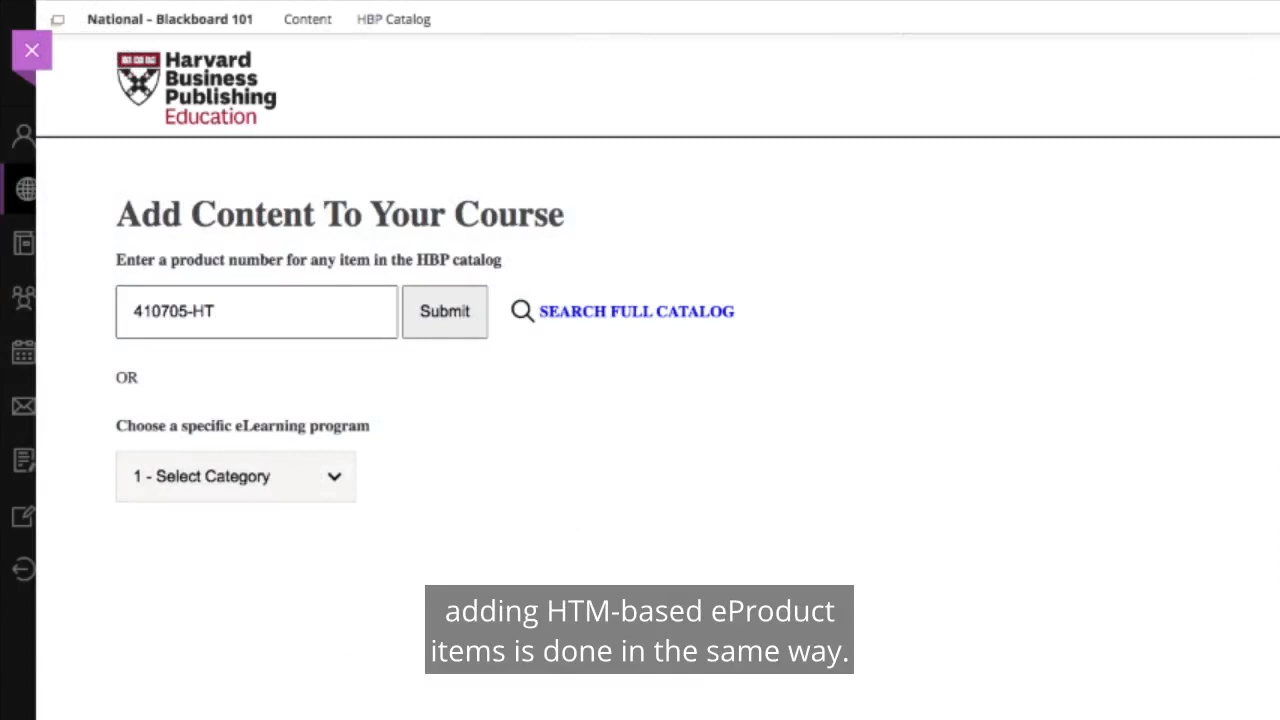 National - Blackboard 101 Content HBP Catalog
Harvard
Business
Publishing
Education
Add Content To Your Course
Enter a product number for any item in the HBP catalog
410705-HT Submit SEARCH FULL CATALOG
OR
Choose a specific eLearning program
1 - Select Category
adding HTM-based eProduct
items is done in the same way.